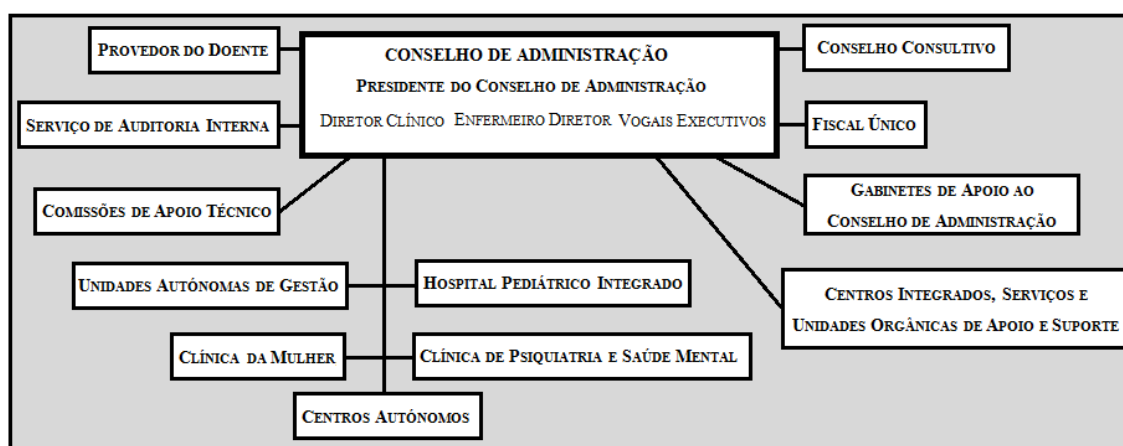 PROVEDOR DO DOENTE
CONSELHO DE ADMINISTRAÇÃO
PRESIDENTE DO CONSELHO DE ADMINISTRAÇÃO
DIRETOR CLÍNICO ENFERMEIRO DIRETOR VOGAIS EXECUTIVOS
CONSELHO CONSULTIVO
SERVIÇO DE AUDITORIA INTERNA
FISCAL ÚNICO
COMISSÕES DE APOIO TÉCNICO
GABINETES DE APOIO AO
CONSELHO DE ADMINISTRAÇÃO
UNIDADES AUTÓNOMAS DE GESTÃO
HOSPITAL PEDIÁTRICO INTEGRADO
CENTROS INTEGRADOS, SERVIÇOS E
UNIDADES ORGÂNICAS DE APOIO E SUPORTE
CLÍNICA DA MULHER
CLÍNICA DE PSIQUIATRIA E SAÚDE MENTAL
CENTROS AUTÓNOMOS